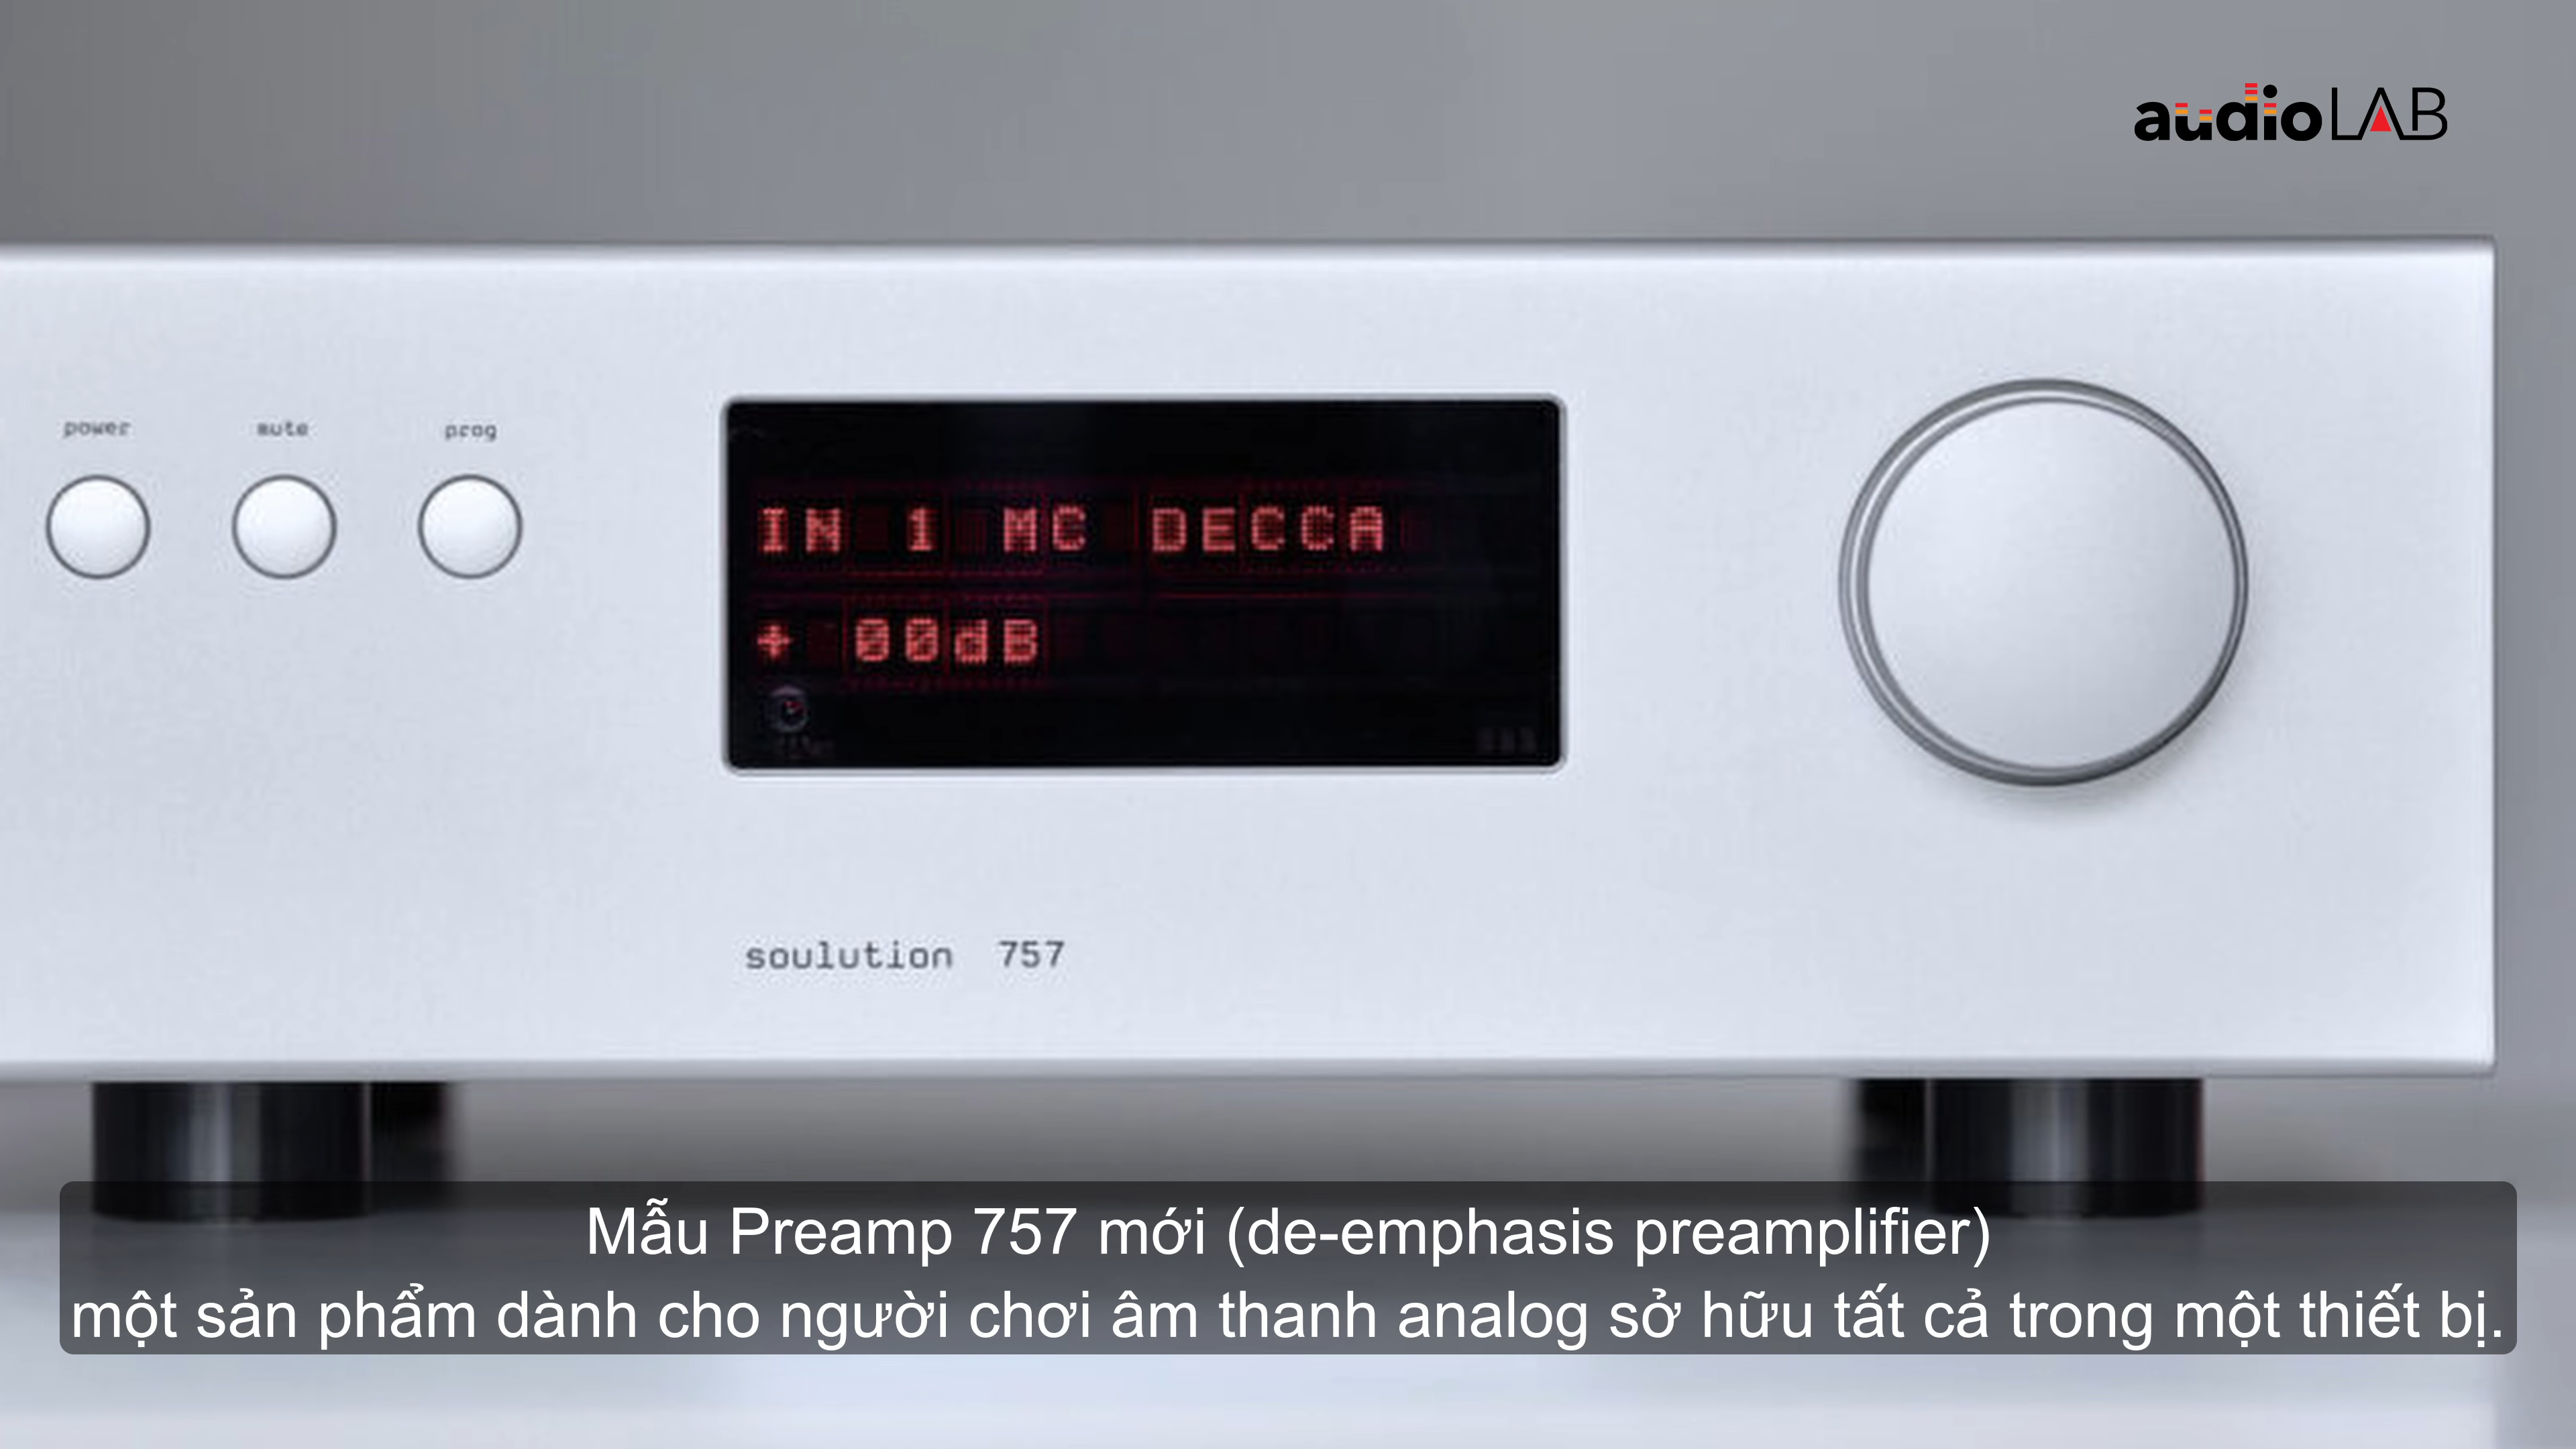 audioLAB
power mute prog
IN 1 MC DECCA
+ 00dB
soulution 757
Mẫu Preamp 757 mới (de-emphasis preamplifier)
một sản phẩm dành cho người chơi âm thanh analog sở hữu tất cả trong một thiết bị.